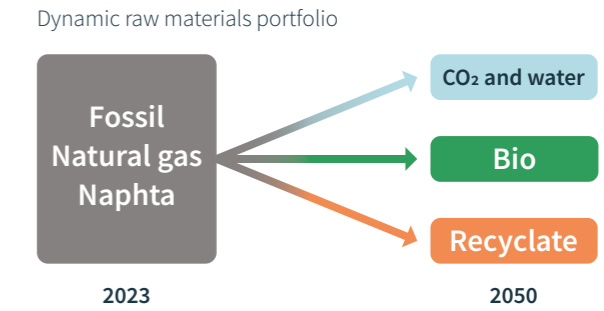 Dynamic raw materials portfolio
Fossil
Natural gas
Naphta
CO₂ and water
Bio
Recyclate
2023
2050